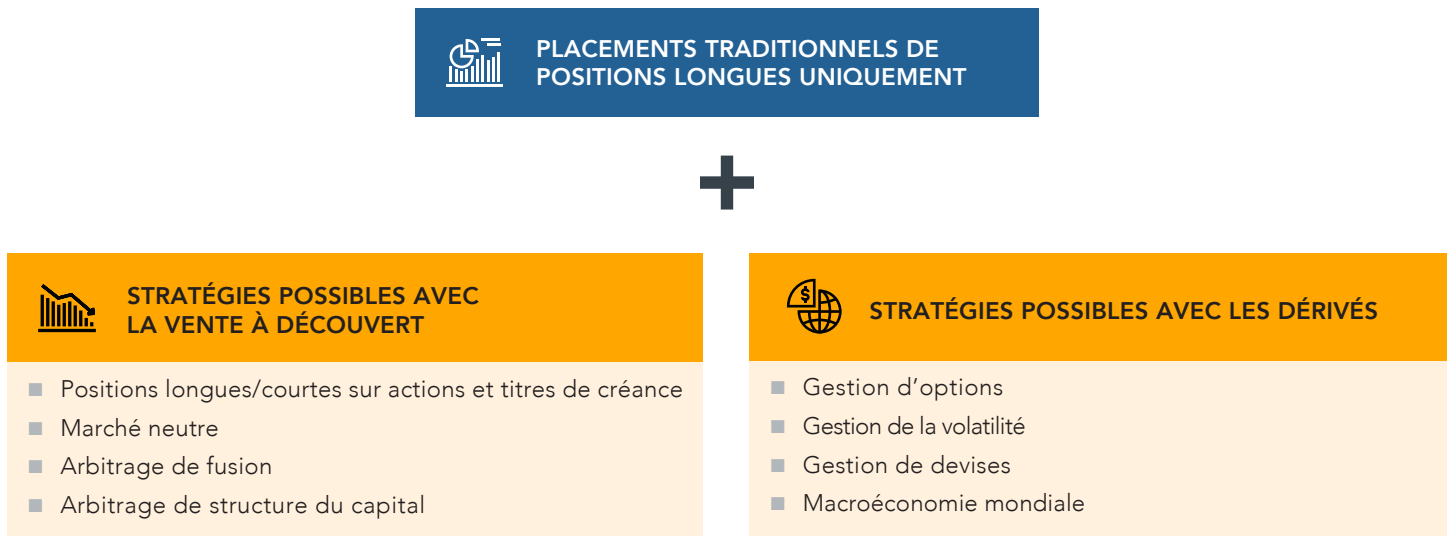 PLACEMENTS TRADITIONNELS DE
POSITIONS LONGUES UNIQUEMENT
+
STRATÉGIES POSSIBLES AVEC
LA VENTE À DÉCOUVERT
■ Positions longues/courtes sur actions et titres de créance
■ Marché neutre
■ Arbitrage de fusion
■ Arbitrage de structure du capital
$
STRATÉGIES POSSIBLES AVEC LES DÉRIVÉS
■ Gestion d’options
■ Gestion de la volatilité
■ Gestion de devises
■ Macroéconomie mondiale